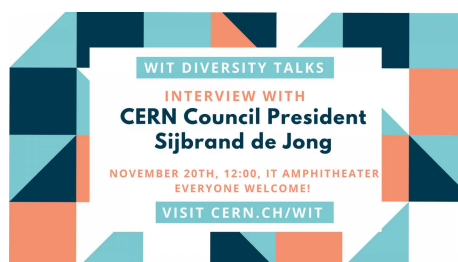 WIT DIVERSITY TALKS
INTERVIEW WITH
CERN Council President
Sijbrand de Jong
NOVEMBER 20TH, 12:00, IT AMPHITHEATER
EVERYONE WELCOME!
VISIT CERN.CH/WIT